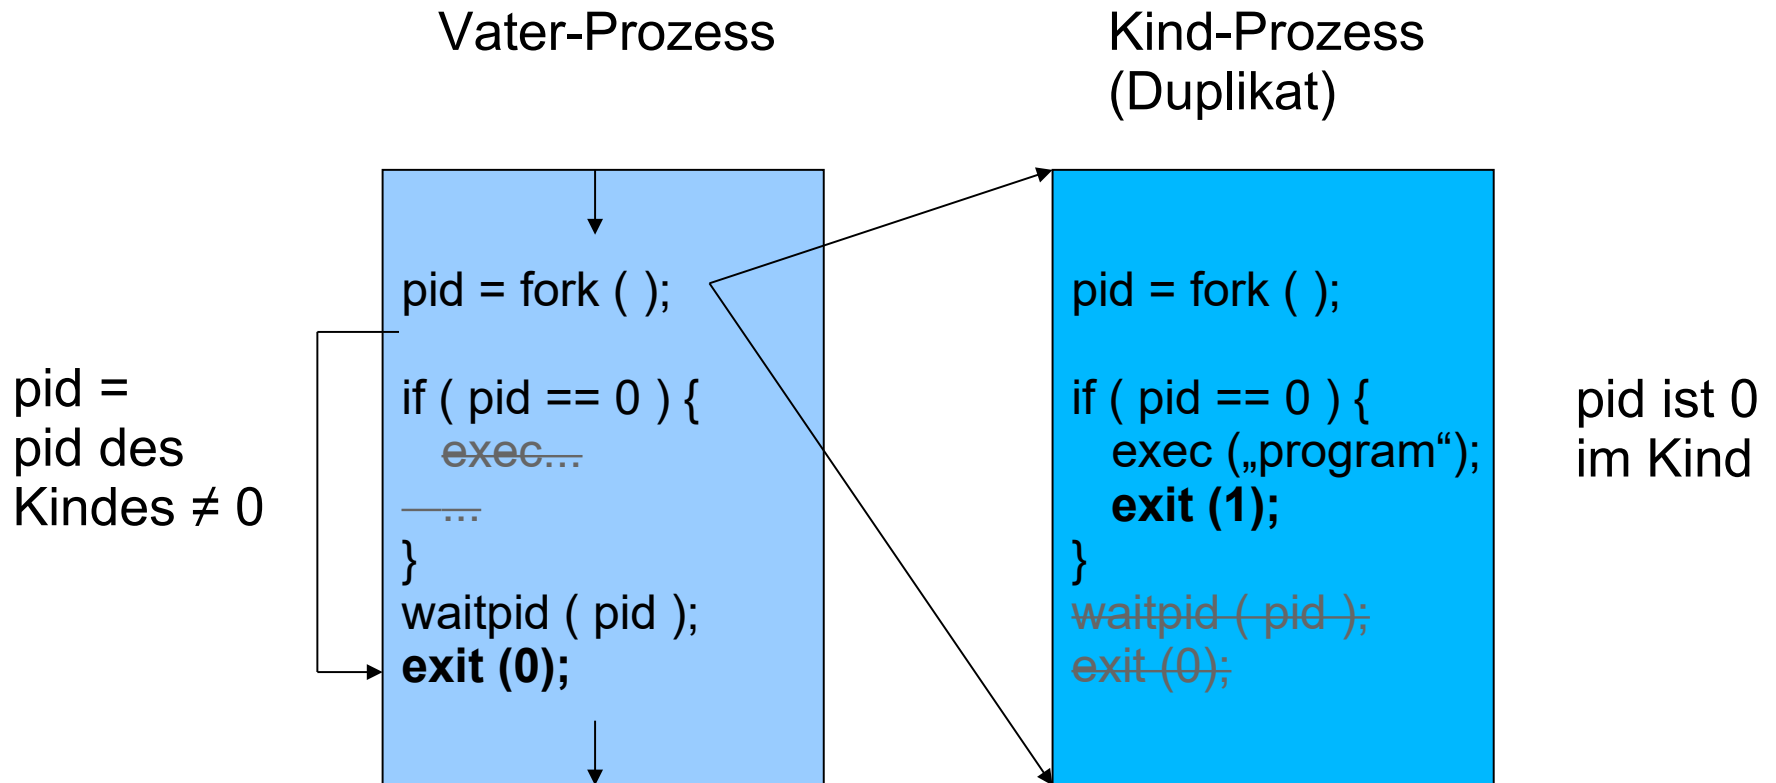 Vater-Prozess
Kind-Prozess
(Duplikat)
pid =
pid des
Kindes ≠ 0
pid = fork ( );
if ( pid == 0 ) {
exec...
...
}
waitpid ( pid );
exit (0);
pid = fork ( );
if ( pid == 0 ) {
exec („program“);
exit (1);
}
waitpid ( pid );
exit (0);
pid ist 0
im Kind